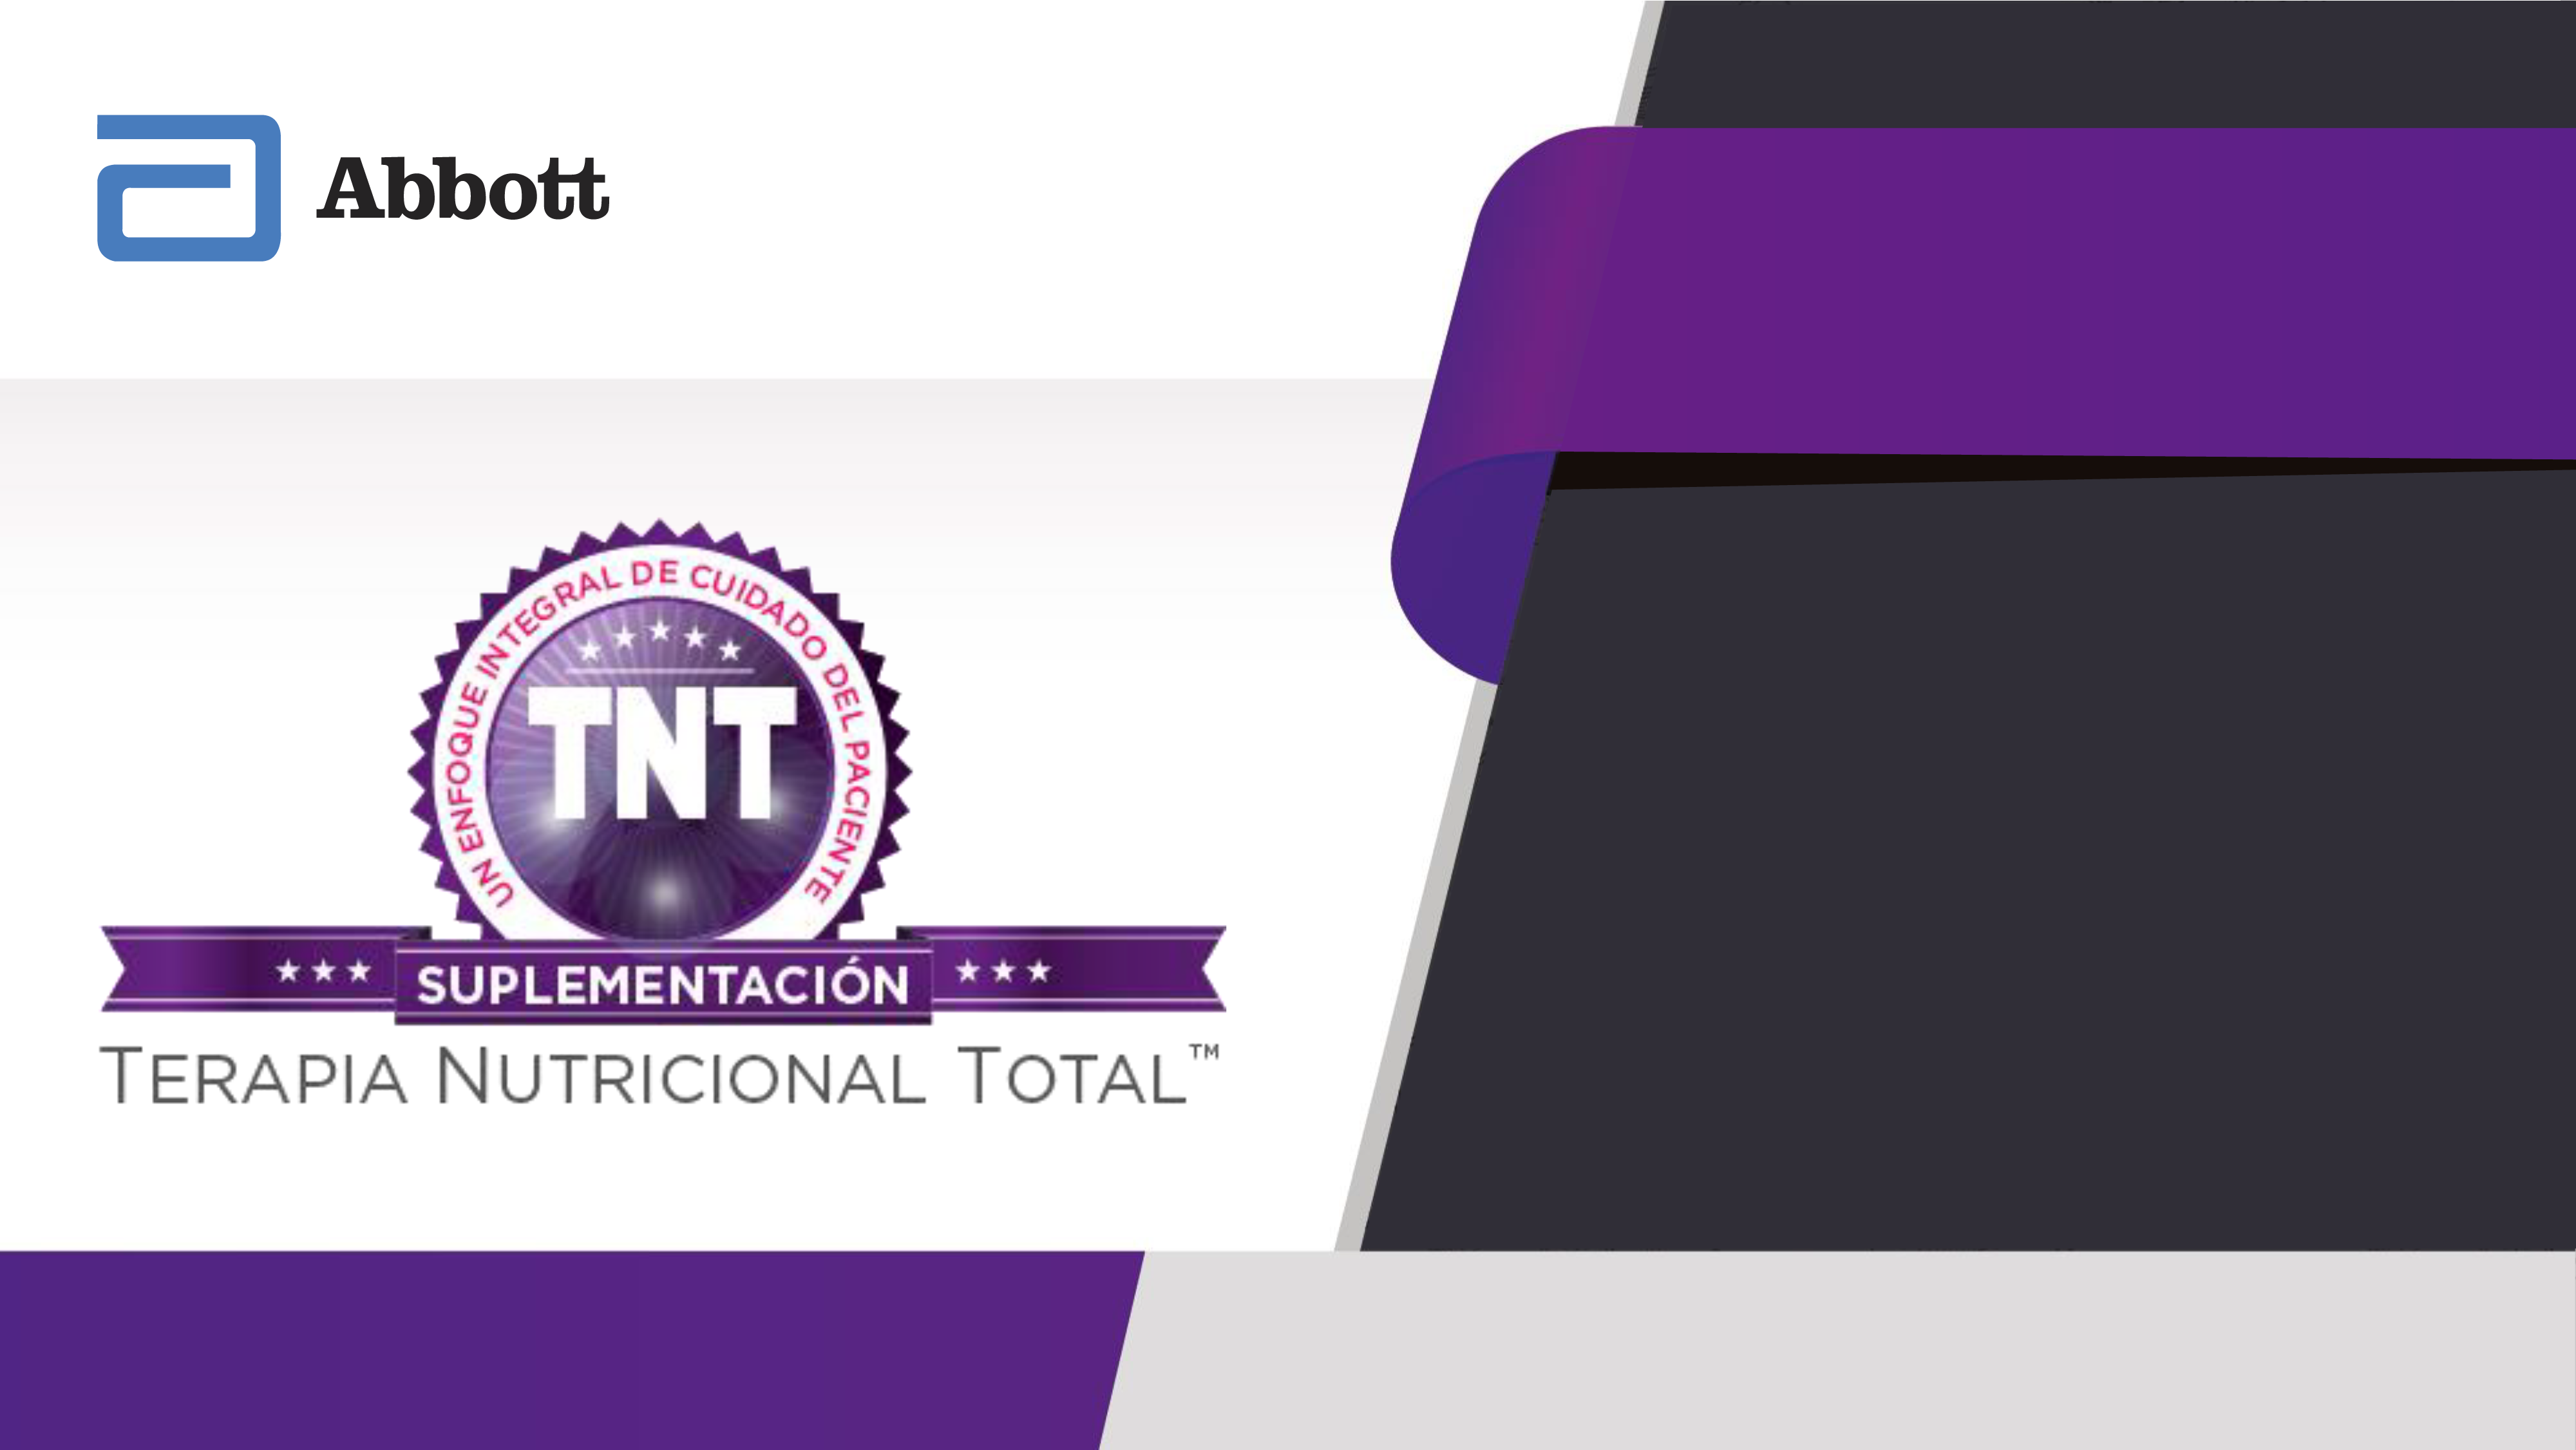 Abbott
UN ENFOQUE INTEGRAL DE CUIDADO DEL PACIENTE
TNT
SUPLEMENTACIÓN
TERAPIA NUTRICIONAL TOTAL™